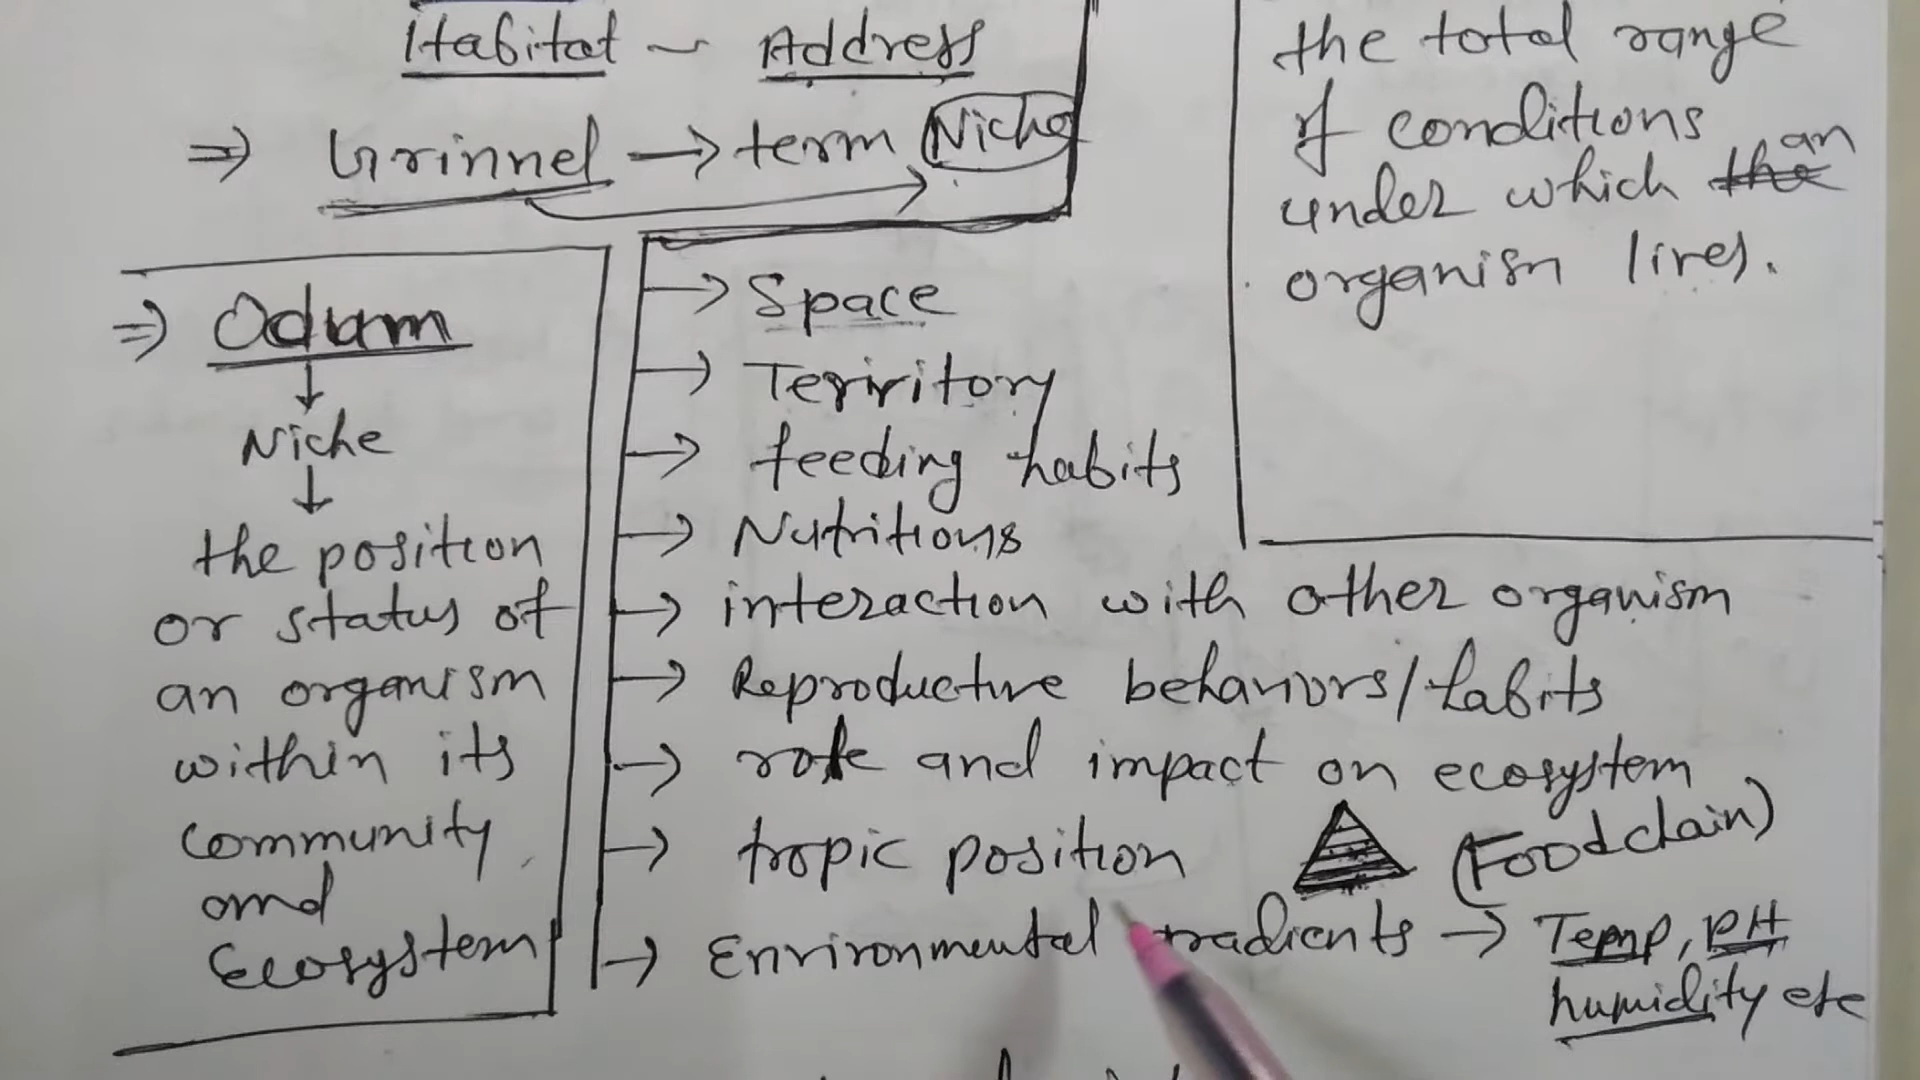 Habitat - Address
⇒ Grinnel → term Niche
the total range
of conditions
under which an
organism lives.
⇒ Odum
↓
Niche
↓
the position
or status of
an organism
within its
community
and
Ecosystem
→ Space
→ Territory
→ feeding habits
→ Nutritions
→ interaction with other organism
→ Reproductive behaviors/habits
→ role and impact on ecosystem
→ tropic position (Food chain)
→ Environmental gradients → Temp, PH
humidity etc